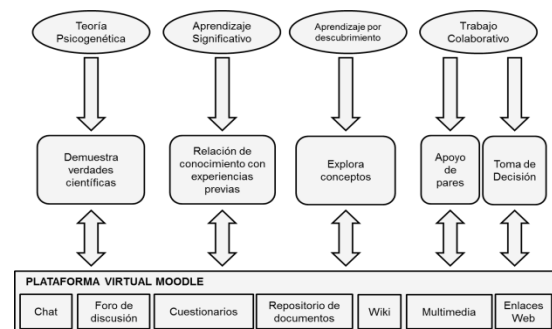 Teoría
Psicogenética
Aprendizaje
Significativo
Aprendizaje por
descubrimiento
Trabajo
Colaborativo
Demuestra
verdades
científicas
Relación de
conocimiento con
experiencias
previas
Explora
conceptos
Apoyo
de
pares
Toma de
Decisión
PLATAFORMA VIRTUAL MOODLE
Chat
Foro de
discusión
Cuestionarios
Repositorio de
documentos
Wiki
Multimedia
Enlaces
Web